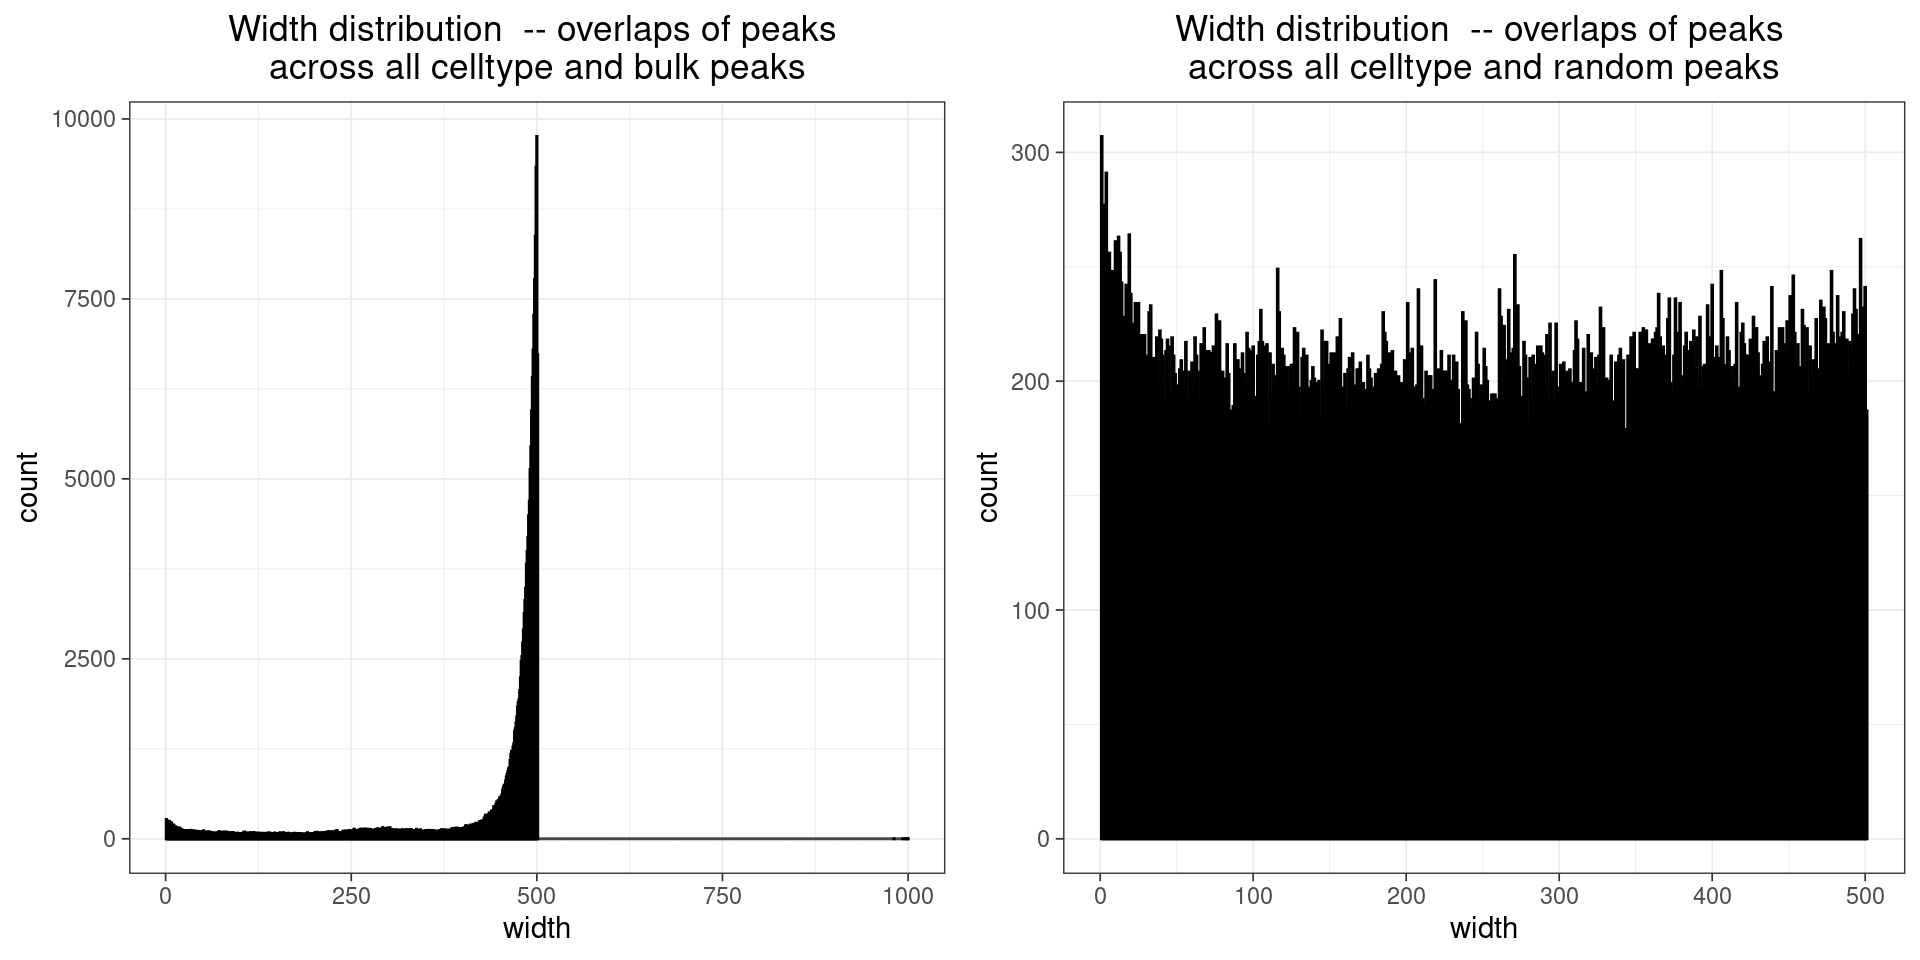 Width distribution  -- overlaps of peaks
across all celltype and bulk peaks
10000
7500
5000
2500
0
count
0 250 500 750 1000
width
Width distribution  -- overlaps of peaks
across all celltype and random peaks
300
200
100
0
count
0 100 200 300 400 500
width